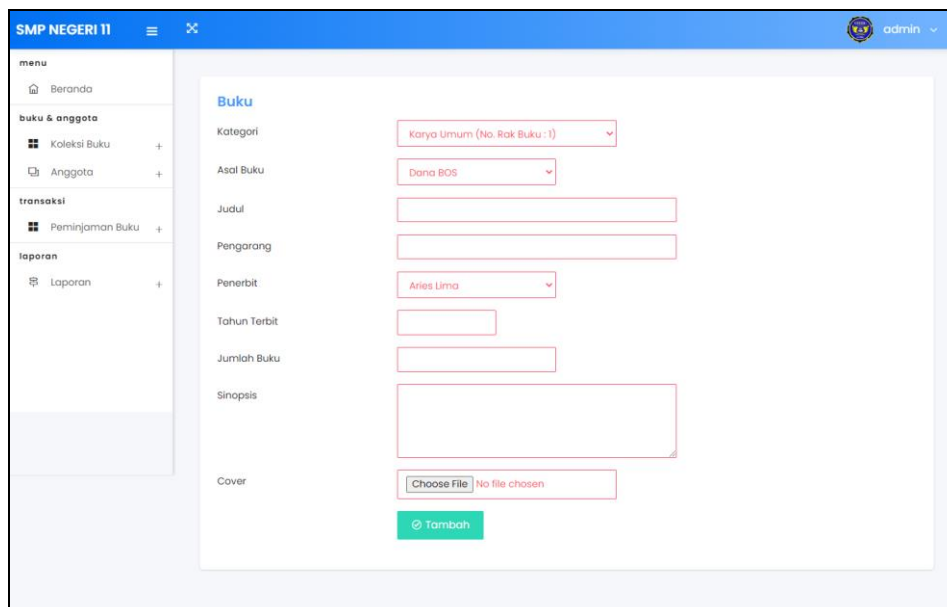 SMP NEGERI 11
admin
menu
Beranda
buku & anggota
Koleksi Buku +
Anggota +
transaksi
Peminjaman Buku +
laporan
Laporan +
Buku
Kategori Karya Umum (No. Rak Buku : 1)
Asal Buku Dana BOS
Judul
Pengarang
Penerbit Aries Lima
Tahun Terbit
Jumlah Buku
Sinopsis
Cover Choose File No file chosen
Tambah